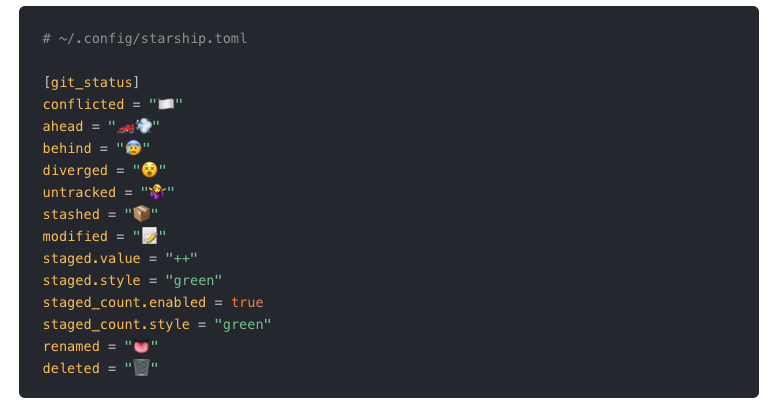 # ~/.config/starship.toml
[git_status]
conflicted = "🏳️"
ahead = "🏎💨"
behind = "😰"
diverged = "😵"
untracked = "🤷‍♀️"
stashed = "📦"
modified = "📝"
staged.value = "++"
staged.style = "green"
staged_count.enabled = true
staged_count.style = "green"
renamed = "👅"
deleted = "🗑"